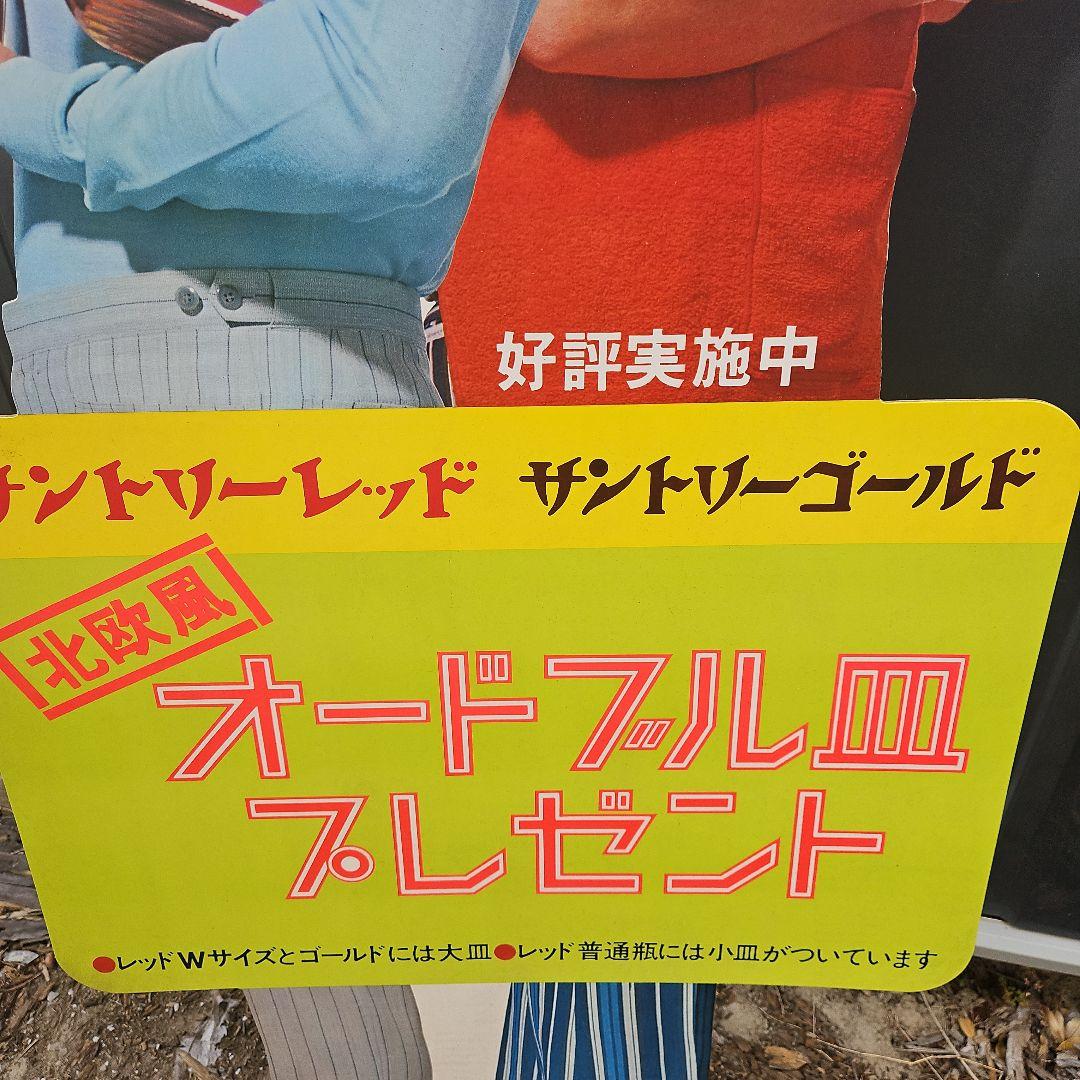 好評実施中
サントリーレッド サントリーゴールド
北欧風
オードブル皿
プレゼント
●レッドWサイズとゴールドには大皿●レッド普通瓶には小皿がついています